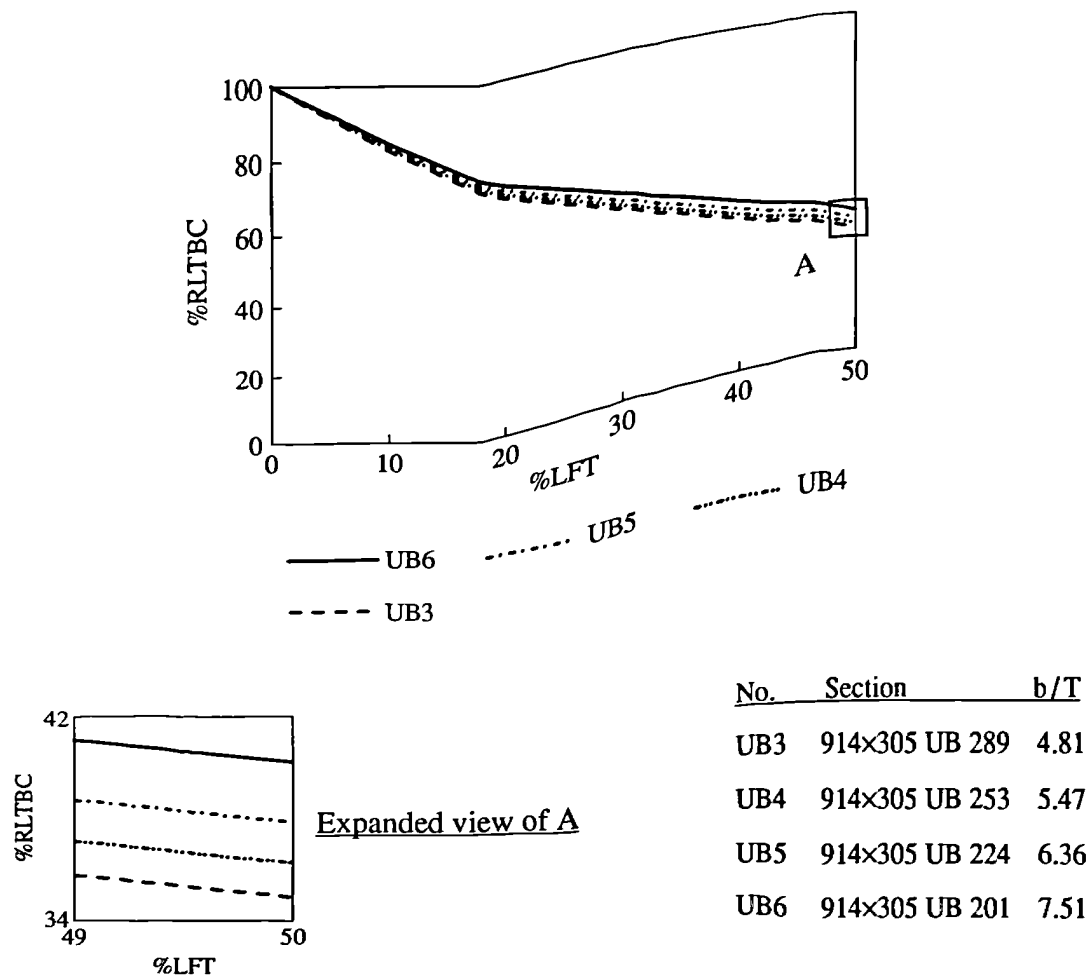 100
80
60
40
20
0
%RLTBC
A
0 10 20 30 40 50
%LFT
UB6
UB5
UB4
UB3
42
34
%RLTBC
49 50
%LFT
Expanded view of A
No. Section b/T
UB3 914×305 UB 289 4.81
UB4 914×305 UB 253 5.47
UB5 914×305 UB 224 6.36
UB6 914×305 UB 201 7.51